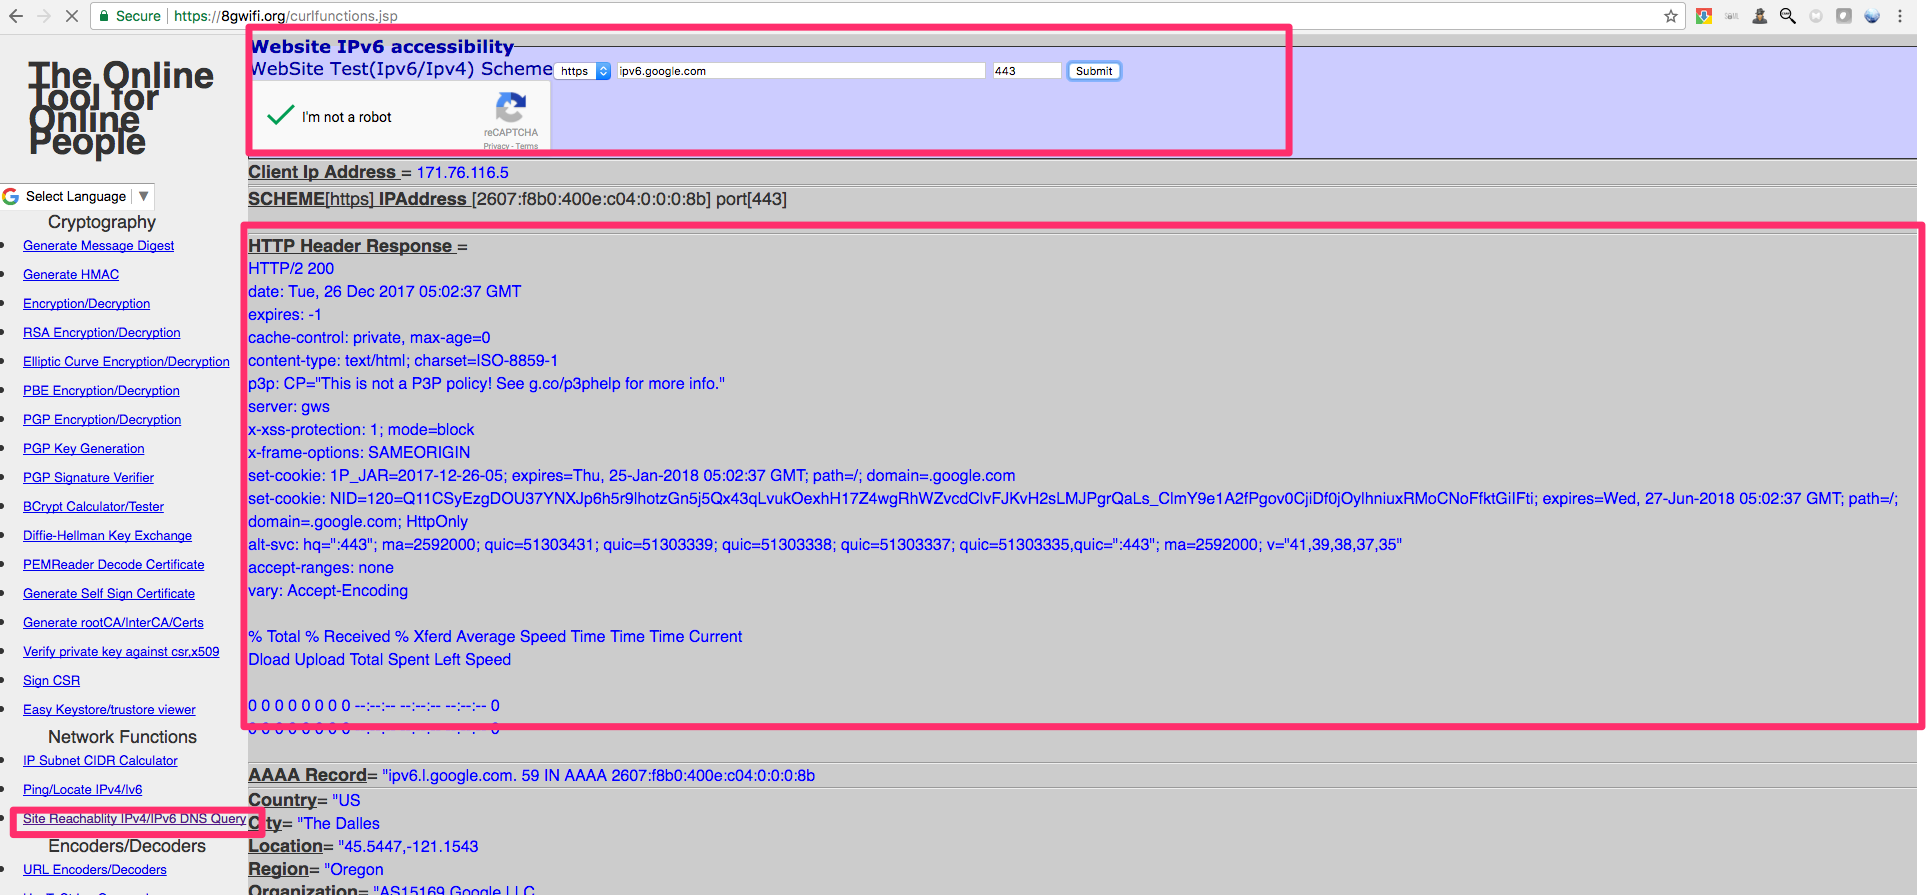 Secure https://8gwifi.org/curlfunctions.jsp
The Online
Tool for
Online
People
Select Language ▼
Cryptography
Generate Message Digest
Generate HMAC
Encryption/Decryption
RSA Encryption/Decryption
Elliptic Curve Encryption/Decryption
PBE Encryption/Decryption
PGP Encryption/Decryption
PGP Key Generation
PGP Signature Verifier
BCrypt Calculator/Tester
Diffie-Hellman Key Exchange
PEMReader Decode Certificate
Generate Self Sign Certificate
Generate rootCA/InterCA/Certs
Verify private key against csr,x509
Sign CSR
Easy Keystore/trustore viewer
Network Functions
IP Subnet CIDR Calculator
Ping/Locate IPv4/Iv6
Site Reachablity IPv4/IPv6 DNS Query
Encoders/Decoders
URL Encoders/Decoders
Website IPv6 accessibility
WebSite Test(Ipv6/Ipv4) Scheme https ipv6.google.com 443 Submit
I'm not a robot
reCAPTCHA
Privacy - Terms
Client Ip Address = 171.76.116.5
SCHEME[https] IPAddress [2607:f8b0:400e:c04:0:0:0:8b] port[443]
HTTP Header Response =
HTTP/2 200
date: Tue, 26 Dec 2017 05:02:37 GMT
expires: -1
cache-control: private, max-age=0
content-type: text/html; charset=ISO-8859-1
p3p: CP="This is not a P3P policy! See g.co/p3phelp for more info."
server: gws
x-xss-protection: 1; mode=block
x-frame-options: SAMEORIGIN
set-cookie: 1P_JAR=2017-12-26-05; expires=Thu, 25-Jan-2018 05:02:37 GMT; path=/; domain=.google.com
set-cookie: expires=Wed, 27-Jun-2018 05:02:37 GMT; path=/;
domain=.google.com; HttpOnly
alt-svc: hq=":443"; ma=2592000; quic=51303431; quic=51303339; quic=51303338; quic=51303337; quic=51303335,quic=":443"; ma=2592000; v="41,39,38,37,35"
accept-ranges: none
vary: Accept-Encoding
% Total % Received % Xferd Average Speed Time Time Time Current
Dload Upload Total Spent Left Speed
0 0 0 0 0 0 0 0 --:--:-- --:--:-- --:--:-- 0
AAAA Record= "ipv6.l.google.com. 59 IN AAAA 2607:f8b0:400e:c04:0:0:0:8b
Country= "US
City= "The Dalles
Location= "45.5447,-121.1543
Region= "Oregon
Organization= "AS15169 Google LLC